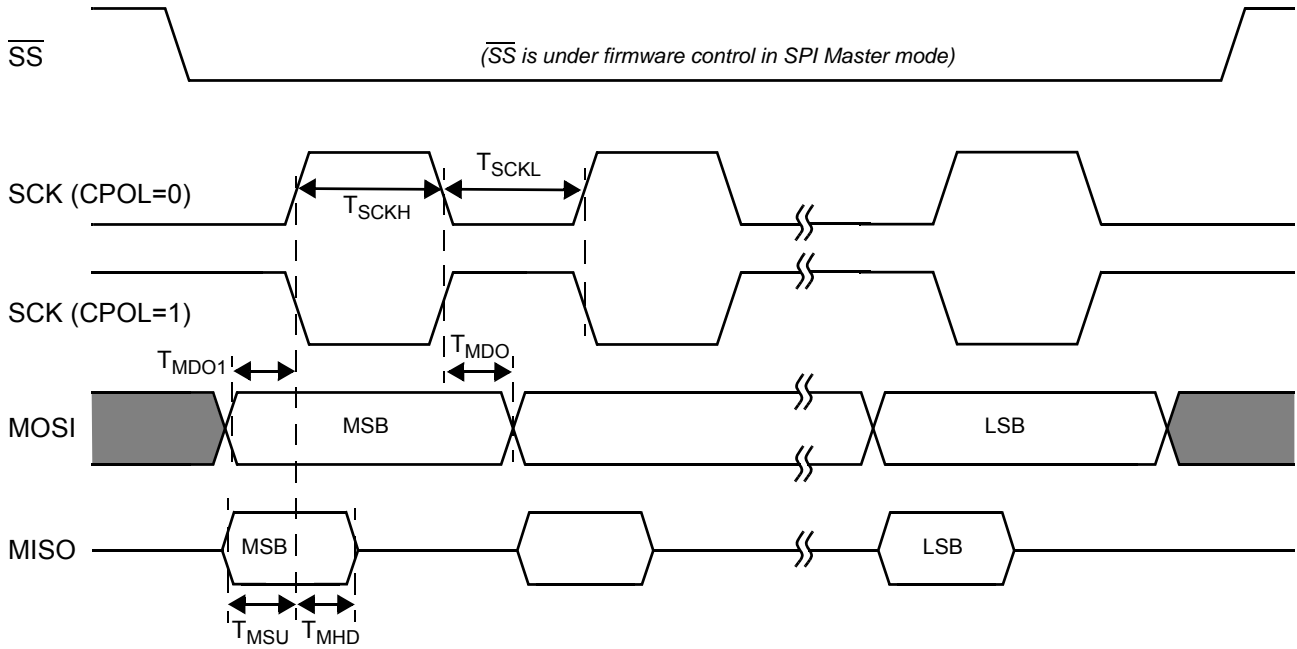 SS
(SS is under firmware control in SPI Master mode)
SCK (CPOL=0)
TSCKH
TSCKL
SCK (CPOL=1)
TMDO1
TMDO
MOSI
MSB
LSB
MISO
MSB
LSB
TMSU
TMHD